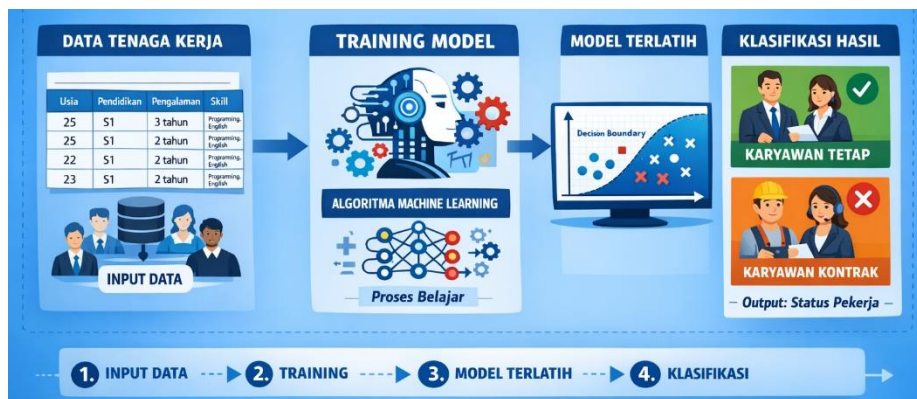 DATA TENAGA KERJA
Usia Pendidikan Pengalaman Skill
25 S1 3 tahun Programing, English
25 S1 2 tahun Programing, English
22 S1 2 tahun Programing, English
23 S1 2 tahun Programing, English
INPUT DATA
TRAINING MODEL
ALGORITMA MACHINE LEARNING
Proses Belajar
MODEL TERLATIH
Decision Boundary
KLASIFIKASI HASIL
KARYAWAN TETAP
KARYAWAN KONTRAK
– Output: Status Pekerja –
1. INPUT DATA
2. TRAINING
3. MODEL TERLATIH
4. KLASIFIKASI